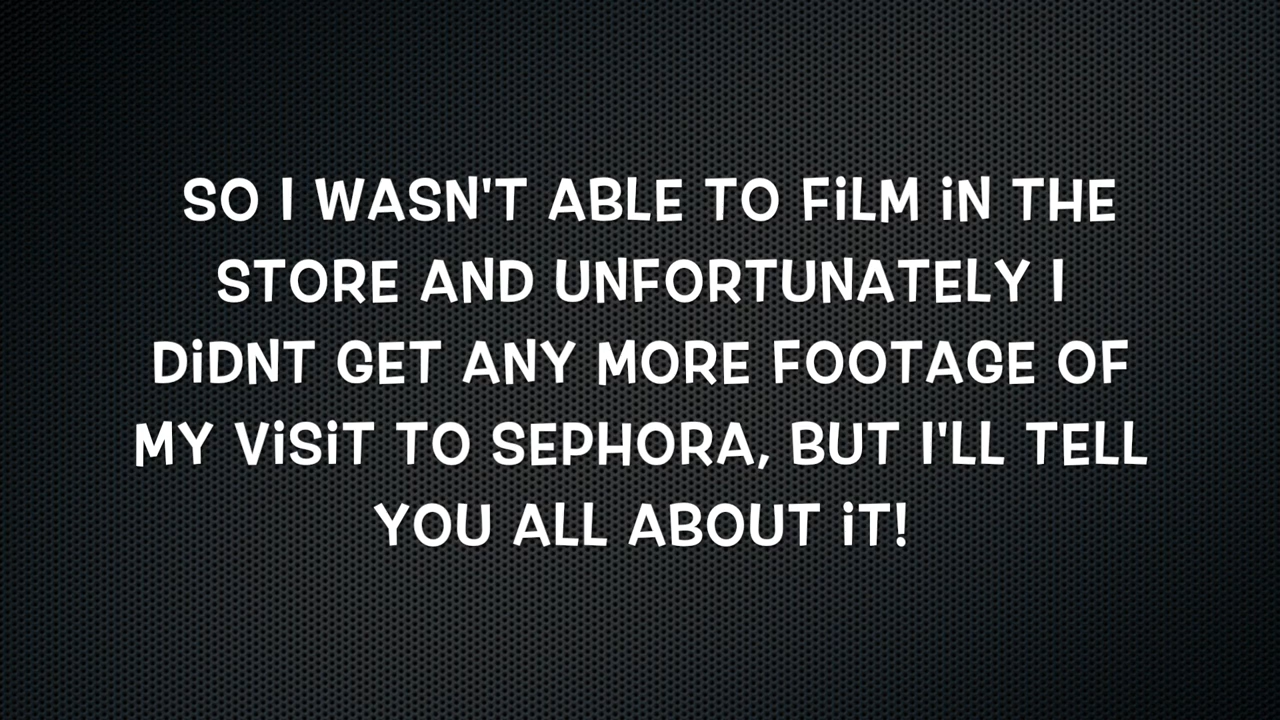 SO I WASN'T ABLE TO FiLM iN THE
STORE AND UNFORTUNATELY I
DiDNT GET ANY MORE FOOTAGE OF
MY ViSiT TO SEPHORA, BUT I'LL TELL
YOU ALL ABOUT iT!